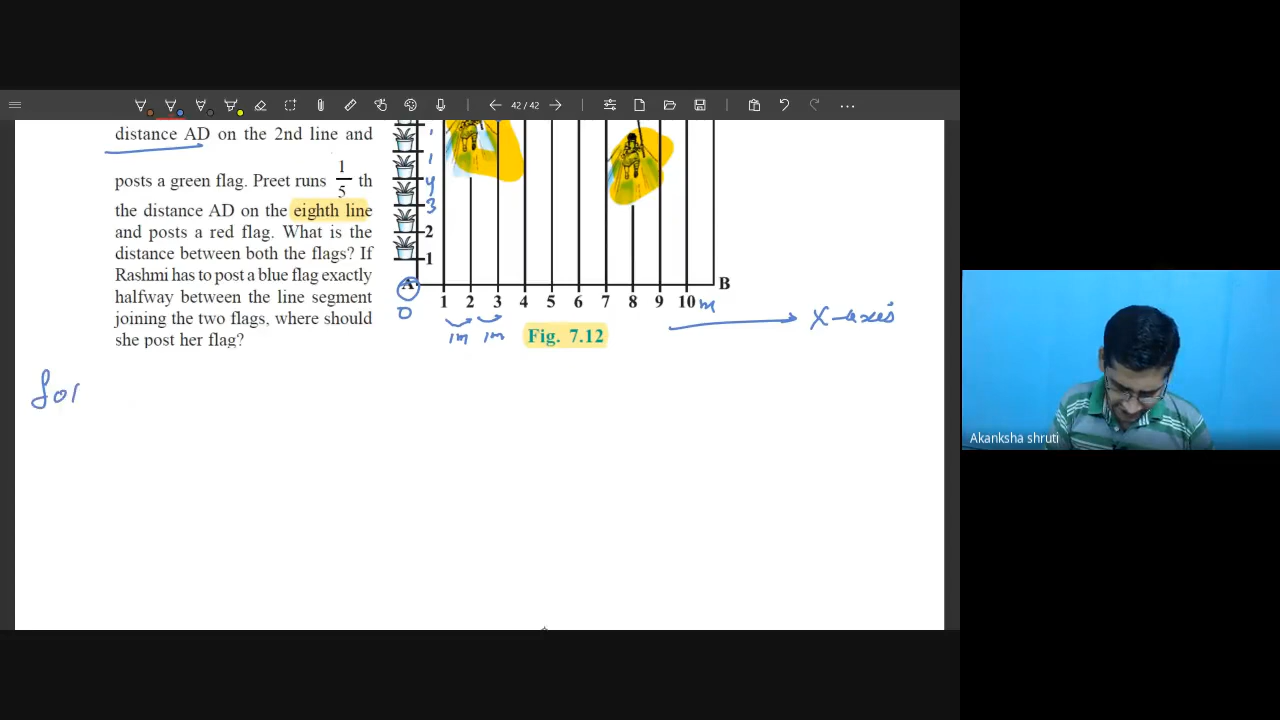 42/42
distance AD on the 2nd line and
posts a green flag. Preet runs 1/5 th
the distance AD on the eighth line
and posts a red flag. What is the
distance between both the flags? If
Rashmi has to post a blue flag exactly
halfway between the line segment
joining the two flags, where should
she post her flag?
4
3
2
1
A B
1 2 3 4 5 6 7 8 9 10 m
0
1m 1m
X-axis
Fig. 7.12
Sol
Akanksha shruti